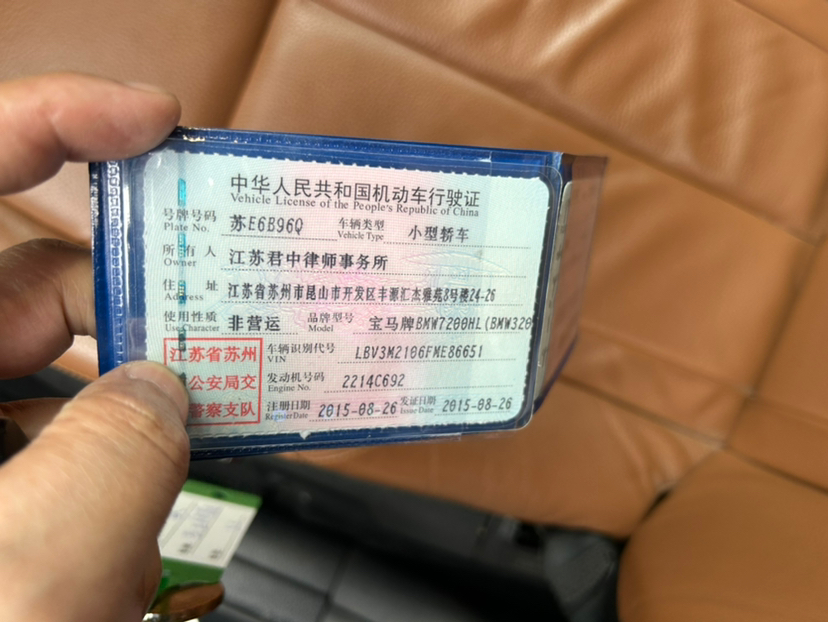 中华人民共和国机动车行驶证
Vehicle License of the People's Republic of China
号牌号码 苏E6B96Q 车辆类型 小型轿车
Plate No. Vehicle Type
所有人 江苏君中律师事务所
Owner
住址 江苏省苏州市昆山市开发区丰源汇杰雅苑8号楼24-26
Address
使用性质 非营运 品牌型号 宝马牌BMW7200HL(BMW320
Use Character Model
江苏省苏州 车辆识别代号 LBV3M2106FME86651
VIN
公安局交 发动机号码 2214C692
Engine No.
警察支队 注册日期 2015-08-26 发证日期 2015-08-26
Register Date Issue Date